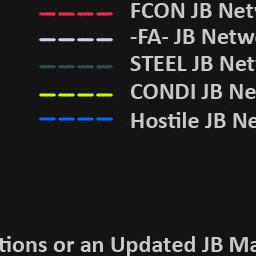 FCON JB Netw
-FA- JB Netw
STEEL JB Net
CONDI JB Ne
Hostile JB Ne
tions or an Updated JB Ma